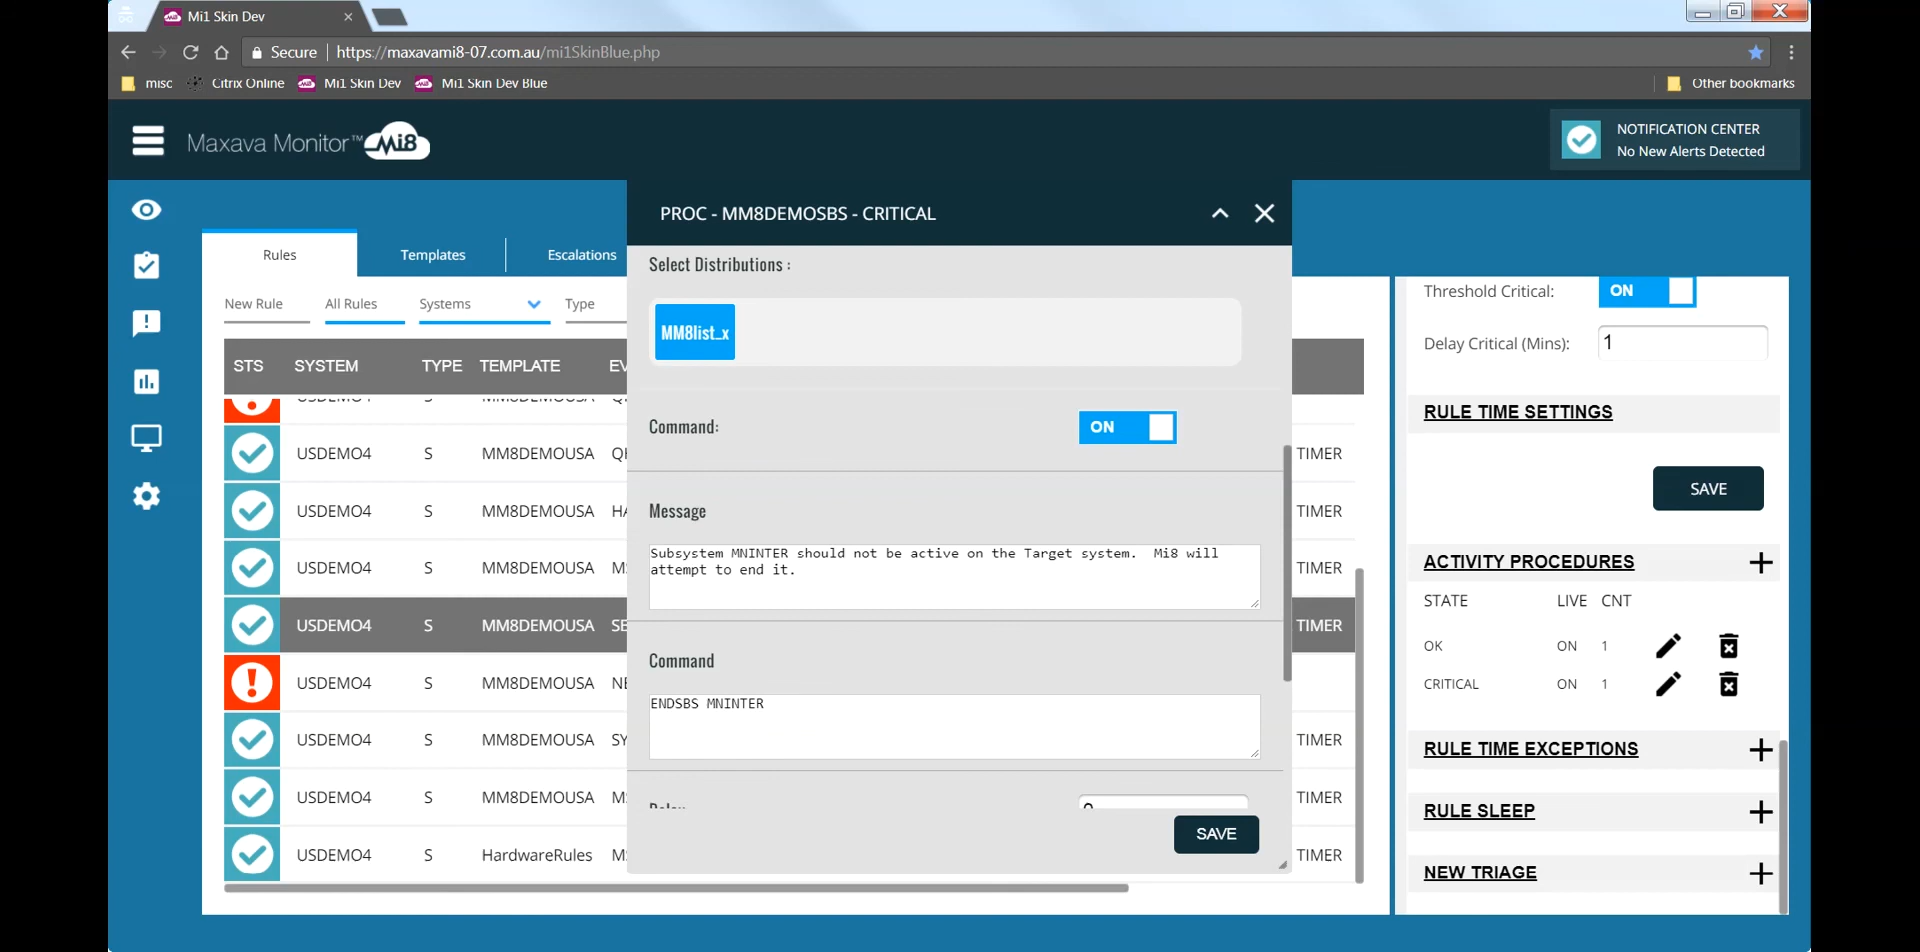 Mi1 Skin Dev
Secure https://maxavami8-07.com.au/mi1SkinBlue.php
misc Citrix Online Mi1 Skin Dev Mi1 Skin Dev Blue Other bookmarks
Maxava Monitor™ Mi8
NOTIFICATION CENTER
No New Alerts Detected
PROC - MM8DEMOSBS - CRITICAL
Rules Templates Escalations
New Rule All Rules Systems Type
STS SYSTEM TYPE TEMPLATE
USDEMO4 S MM8DEMOUSA
USDEMO4 S MM8DEMOUSA TIMER
USDEMO4 S MM8DEMOUSA TIMER
USDEMO4 S MM8DEMOUSA TIMER
USDEMO4 S MM8DEMOUSA TIMER
USDEMO4 S MM8DEMOUSA
USDEMO4 S MM8DEMOUSA TIMER
USDEMO4 S MM8DEMOUSA TIMER
USDEMO4 S HardwareRules TIMER
Select Distributions :
MM8list_x
Command: ON
Message
Subsystem MNINTER should not be active on the Target system. Mi8 will
attempt to end it.
Command
ENDSBS MNINTER
SAVE
Threshold Critical: ON
Delay Critical (Mins): 1
RULE TIME SETTINGS
SAVE
ACTIVITY PROCEDURES
STATE LIVE CNT
OK ON 1
CRITICAL ON 1
RULE TIME EXCEPTIONS
RULE SLEEP
NEW TRIAGE